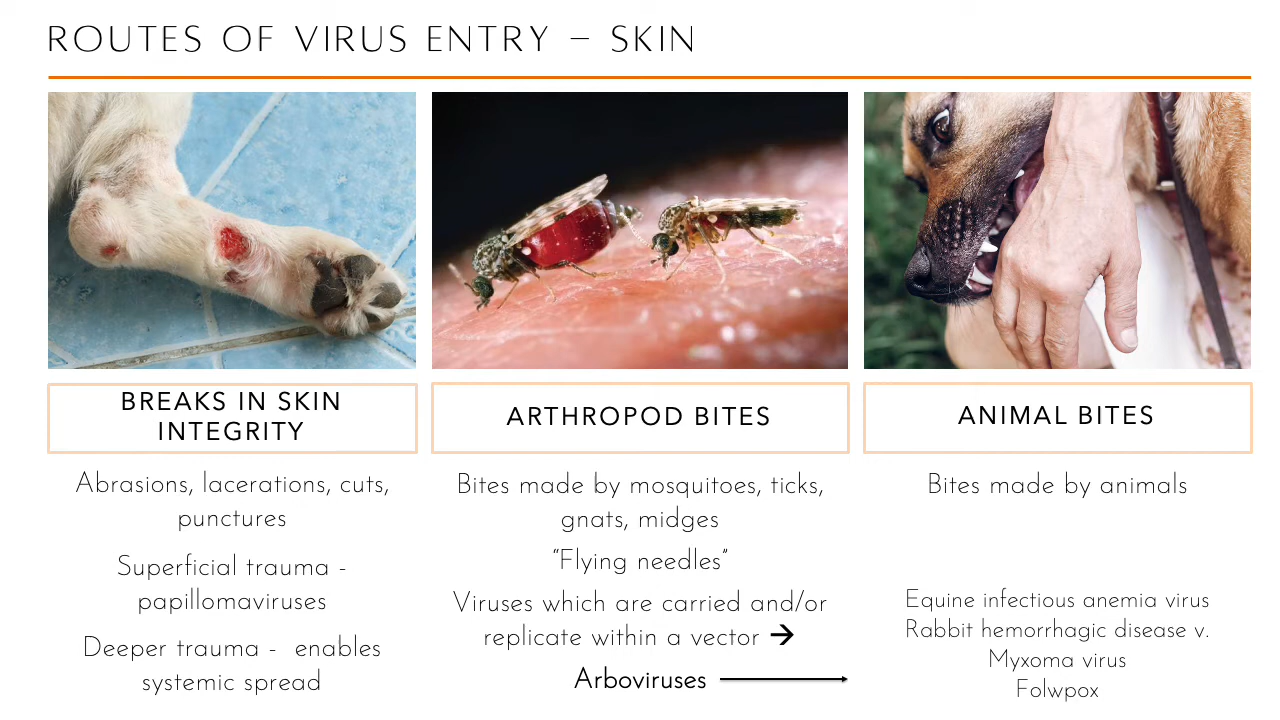 ROUTES OF VIRUS ENTRY – SKIN
BREAKS IN SKIN
INTEGRITY
Abrasions, lacerations, cuts,
punctures
Superficial trauma -
papillomaviruses
Deeper trauma -  enables
systemic spread
ARTHROPOD BITES
Bites made by mosquitoes, ticks,
gnats, midges
“Flying needles”
Viruses which are carried and/or
replicate within a vector →
Arboviruses
ANIMAL BITES
Bites made by animals
Equine infectious anemia virus
Rabbit hemorrhagic disease v.
Myxoma virus
Folwpox